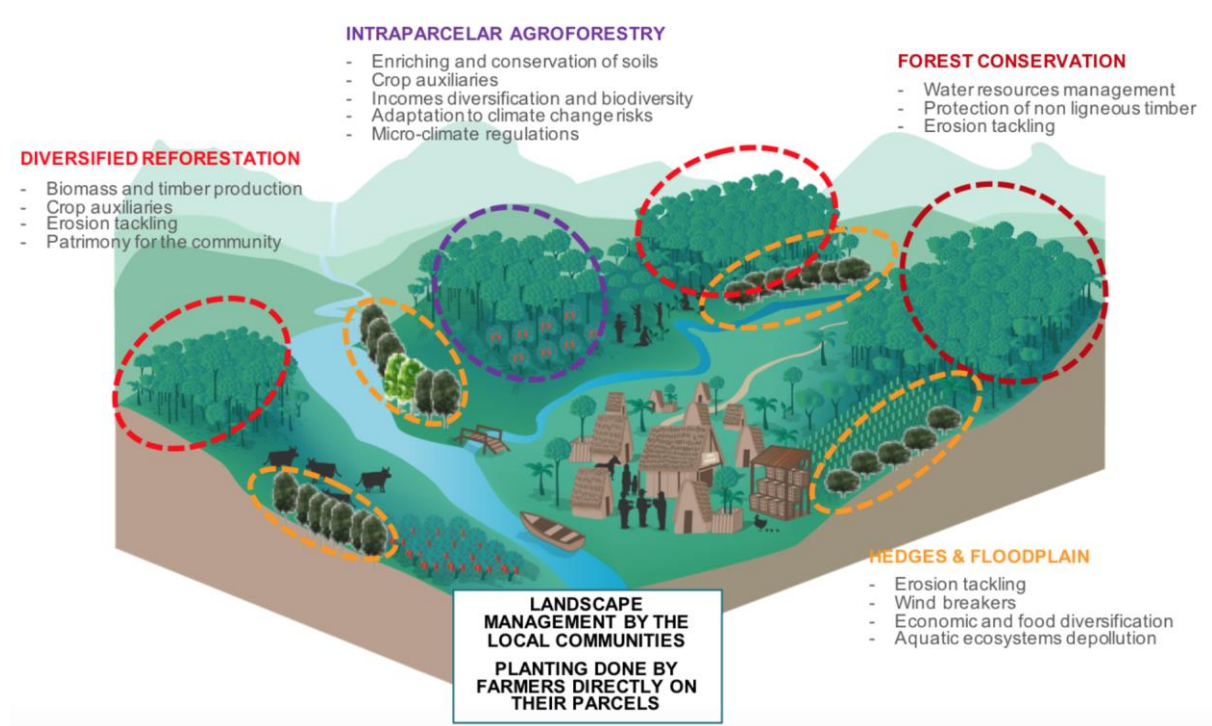 INTRAPARCELAR AGROFORESTRY
- Enriching and conservation of soils
- Crop auxiliaries
- Incomes diversification and biodiversity
- Adaptation to climate change risks
- Micro-climate regulations
FOREST CONSERVATION
- Water resources management
- Protection of non ligneous timber
- Erosion tackling
DIVERSIFIED REFORESTATION
- Biomass and timber production
- Crop auxiliaries
- Erosion tackling
- Patrimony for the community
HEDGES & FLOODPLAIN
- Erosion tackling
- Wind breakers
- Economic and food diversification
- Aquatic ecosystems depollution
LANDSCAPE
MANAGEMENT BY THE
LOCAL COMMUNITIES
PLANTING DONE BY
FARMERS DIRECTLY ON
THEIR PARCELS